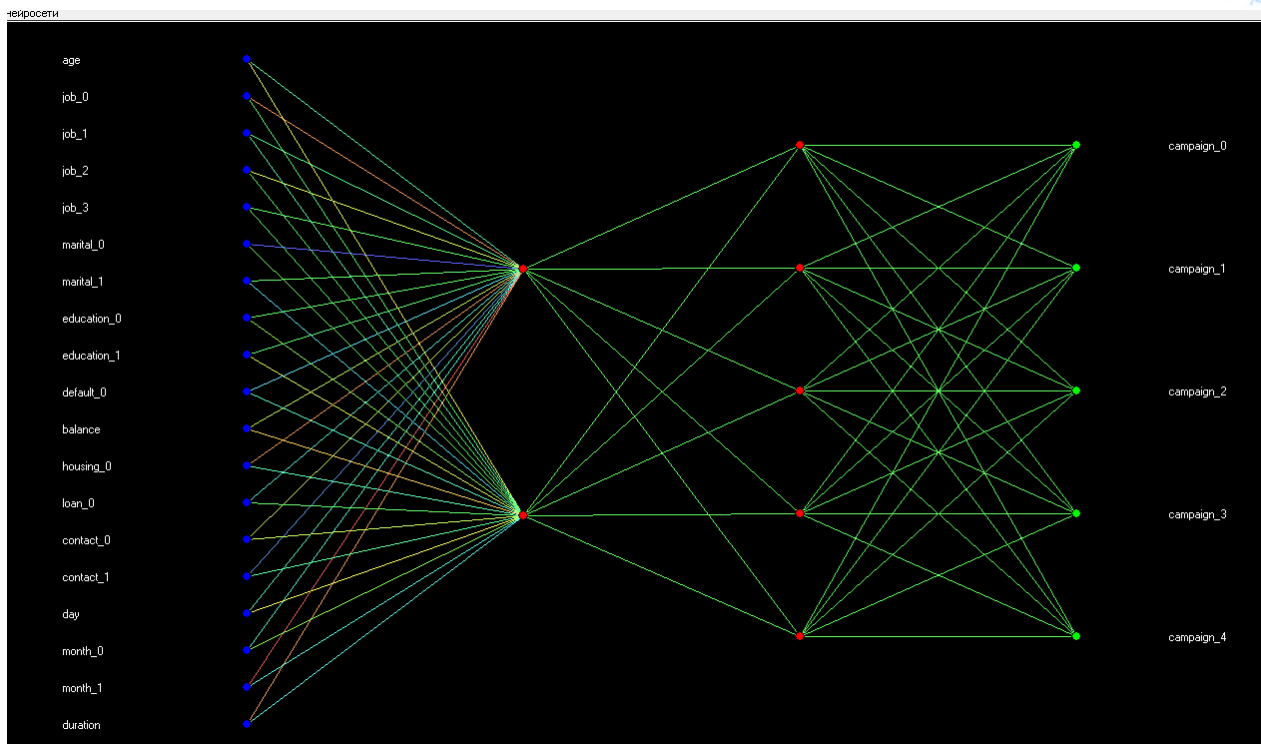 нейросети
age
job_0
job_1
job_2
job_3
marital_0
marital_1
education_0
education_1
default_0
balance
housing_0
loan_0
contact_0
contact_1
day
month_0
month_1
duration
campaign_0
campaign_1
campaign_2
campaign_3
campaign_4